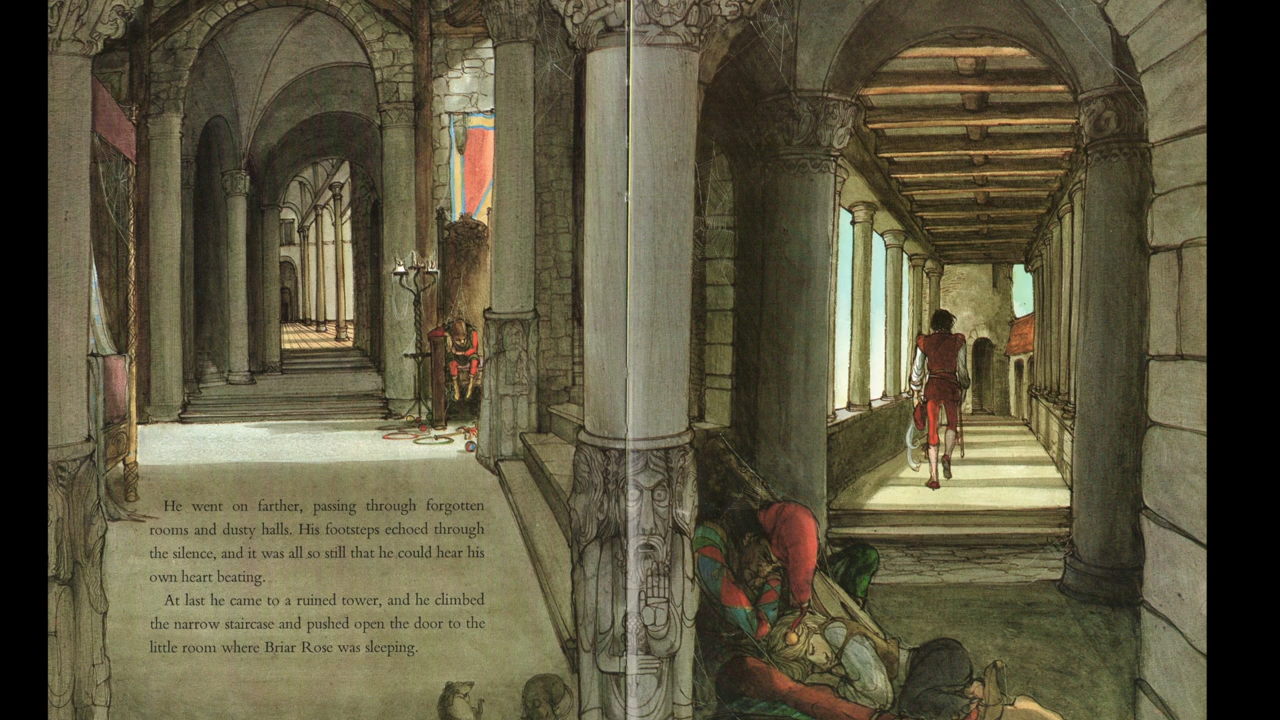 He went on farther, passing through forgotten
rooms and dusty halls. His footsteps echoed through
the silence, and it was all so still that he could hear his
own heart beating.
At last he came to a ruined tower, and he climbed
the narrow staircase and pushed open the door to the
little room where Briar Rose was sleeping.